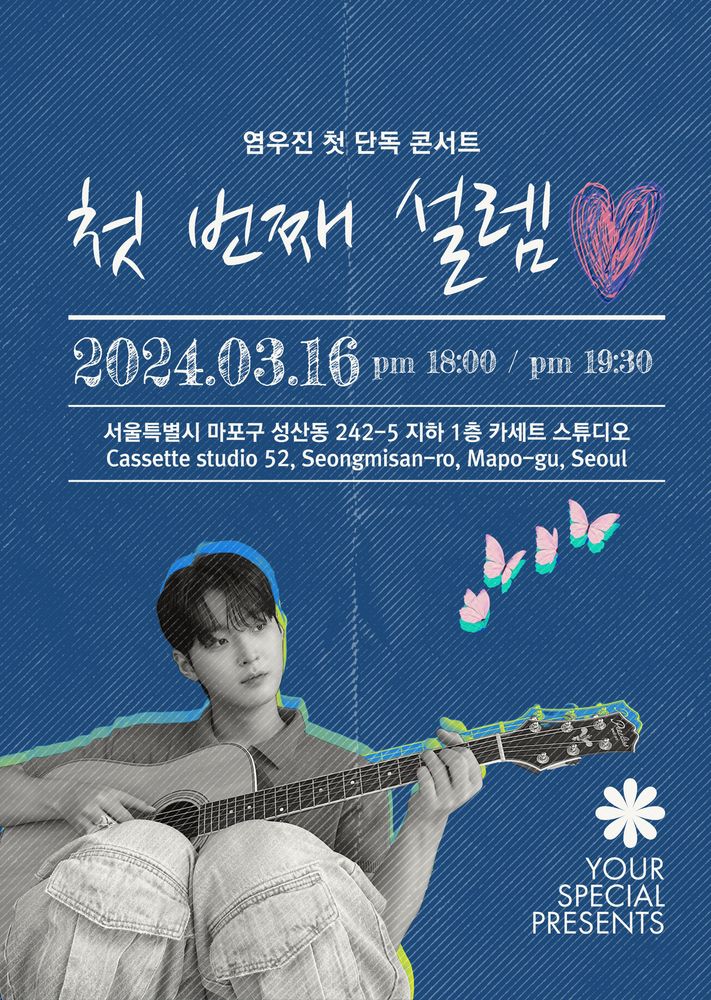 염우진 첫 단독 콘서트
첫 번째 설렘
2024.03.16 pm 18:00 / pm 19:30
서울특별시 마포구 성산동 242-5 지하 1층 카세트 스튜디오
Cassette studio 52, Seongmisan-ro, Mapo-gu, Seoul
YOUR
SPECIAL
PRESENTS